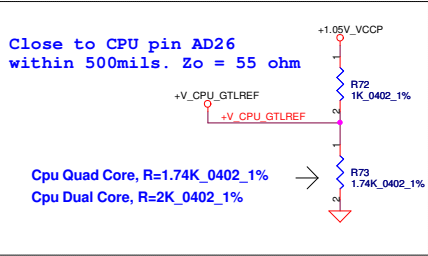 Close to CPU pin AD26
within 500mils. Zo = 55 ohm
+1.05V_VCCP
1
R72
1K_0402_1%
2
+V_CPU_GTLREF
+V_CPU_GTLREF
1
Cpu Quad Core, R=1.74K_0402_1%
Cpu Dual Core, R=2K_0402_1%
R73
1.74K_0402_1%
2